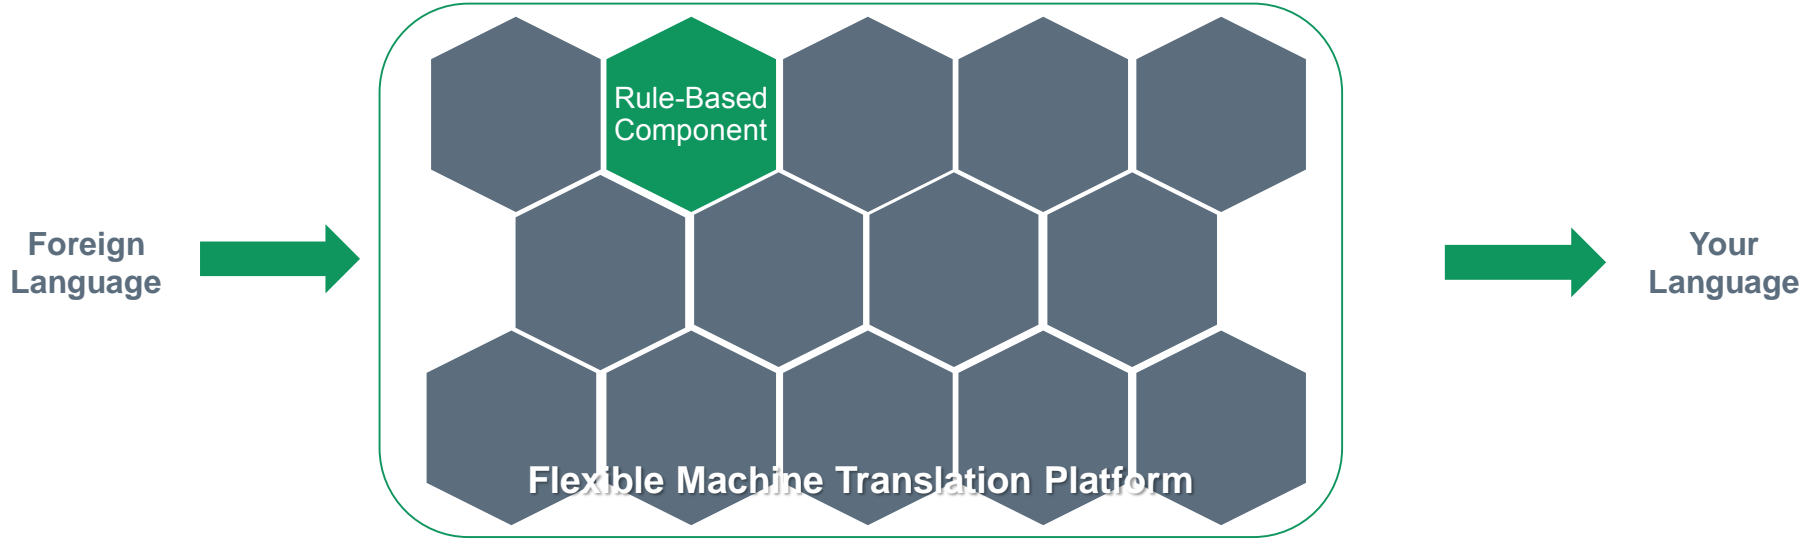 Rule-Based
Component
Foreign
Language
Your
Language
Flexible Machine Translation Platform